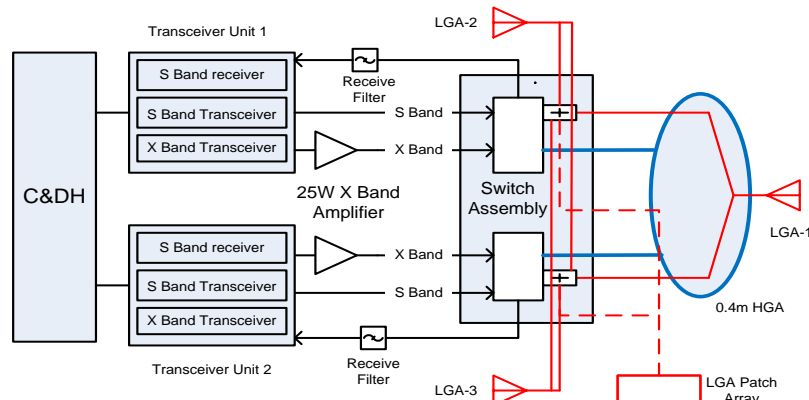 LGA-2
Transceiver Unit 1
S Band receiver
S Band Transceiver
X Band Transceiver
Receive
Filter
S Band
X Band
C&DH
25W X Band
Amplifier
Switch
Assembly
LGA-1
S Band receiver
S Band Transceiver
X Band Transceiver
X Band
S Band
0.4m HGA
Transceiver Unit 2
Receive
Filter
LGA-3
LGA Patch
Array